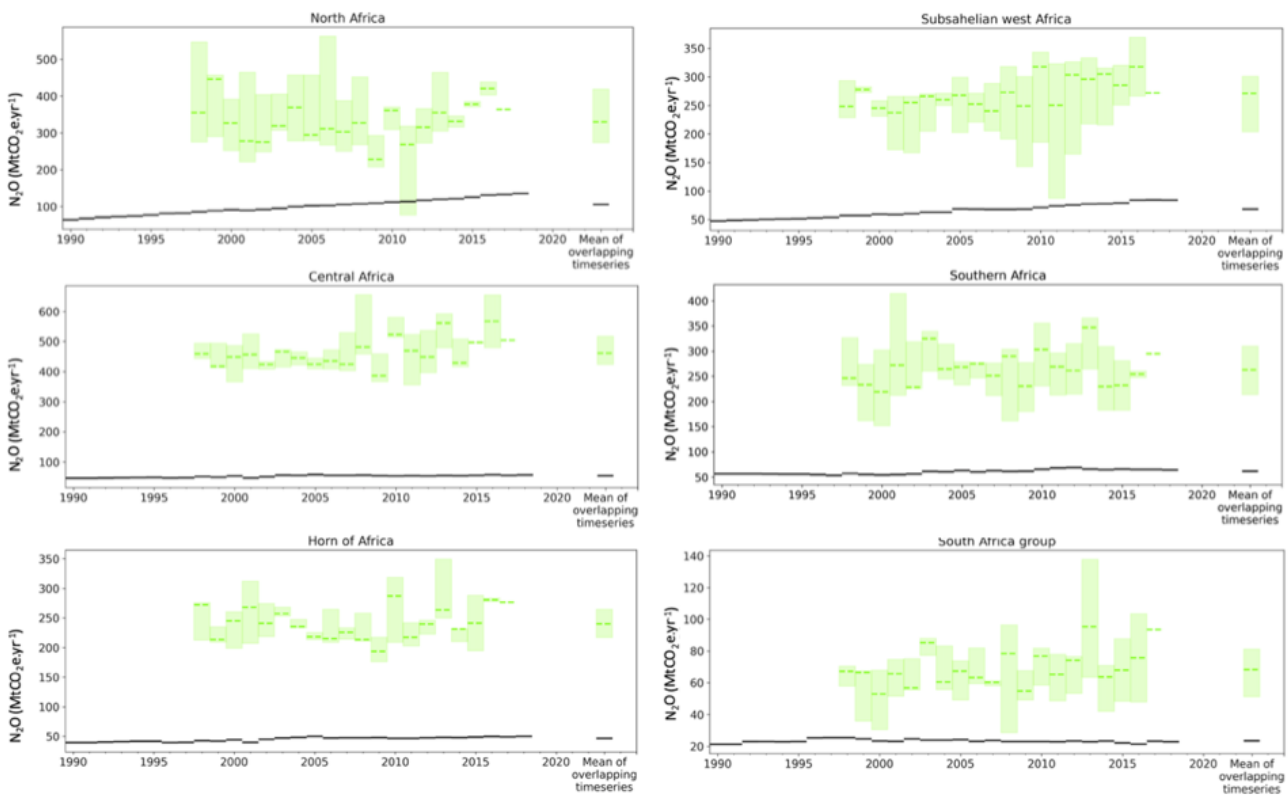 North Africa
N₂O (MtCO₂e.yr⁻¹)
500
400
300
200
100
1990
1995
2000
2005
2010
2015
2020
Mean of
overlapping
timeseries
Subsahelian west Africa
N₂O (MtCO₂e.yr⁻¹)
350
300
250
200
150
100
50
1990
1995
2000
2005
2010
2015
2020
Mean of
overlapping
timeseries
Central Africa
N₂O (MtCO₂e.yr⁻¹)
600
500
400
300
200
100
1990
1995
2000
2005
2010
2015
2020
Mean of
overlapping
timeseries
Southern Africa
N₂O (MtCO₂e.yr⁻¹)
400
350
300
250
200
150
100
50
1990
1995
2000
2005
2010
2015
2020
Mean of
overlapping
timeseries
Horn of Africa
N₂O (MtCO₂e.yr⁻¹)
350
300
250
200
150
100
50
1990
1995
2000
2005
2010
2015
2020
Mean of
overlapping
timeseries
South Africa group
N₂O (MtCO₂e.yr⁻¹)
140
120
100
80
60
40
20
1990
1995
2000
2005
2010
2015
2020
Mean of
overlapping
timeseries